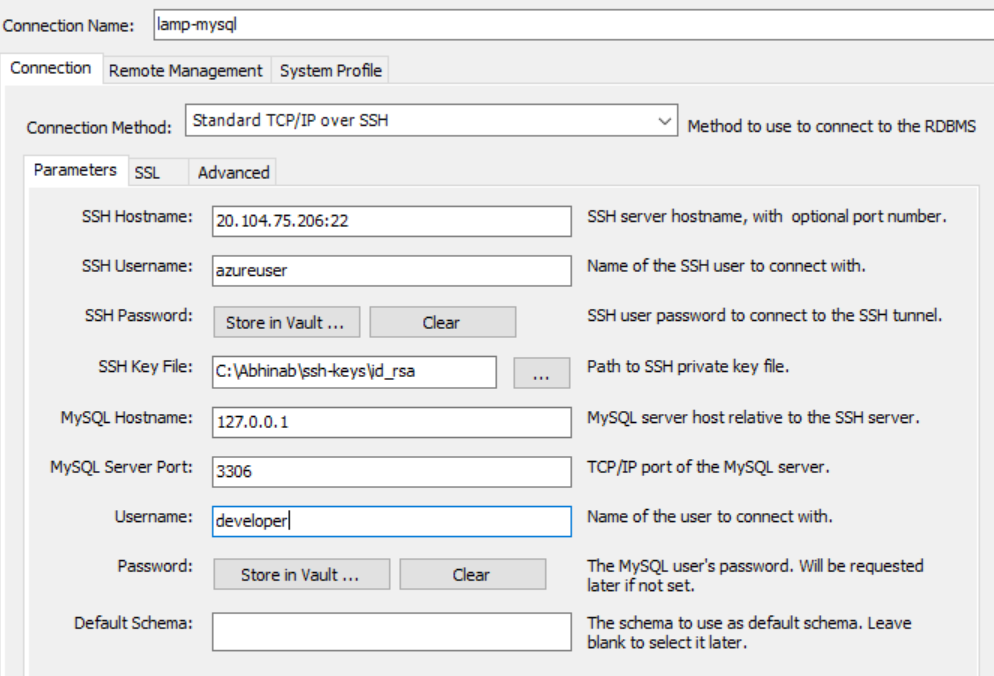 Connection Name: lamp-mysql
Connection Remote Management System Profile
Connection Method: Standard TCP/IP over SSH Method to use to connect to the RDBMS
Parameters SSL Advanced
SSH Hostname: 20.104.75.206:22 SSH server hostname, with optional port number.
SSH Username: azureuser Name of the SSH user to connect with.
SSH Password: Store in Vault ... Clear SSH user password to connect to the SSH tunnel.
SSH Key File: C:\Abhinab\ssh-keys\id_rsa ... Path to SSH private key file.
MySQL Hostname: 127.0.0.1 MySQL server host relative to the SSH server.
MySQL Server Port: 3306 TCP/IP port of the MySQL server.
Username: developer Name of the user to connect with.
Password: Store in Vault ... Clear The MySQL user's password. Will be requested
later if not set.
Default Schema: The schema to use as default schema. Leave
blank to select it later.